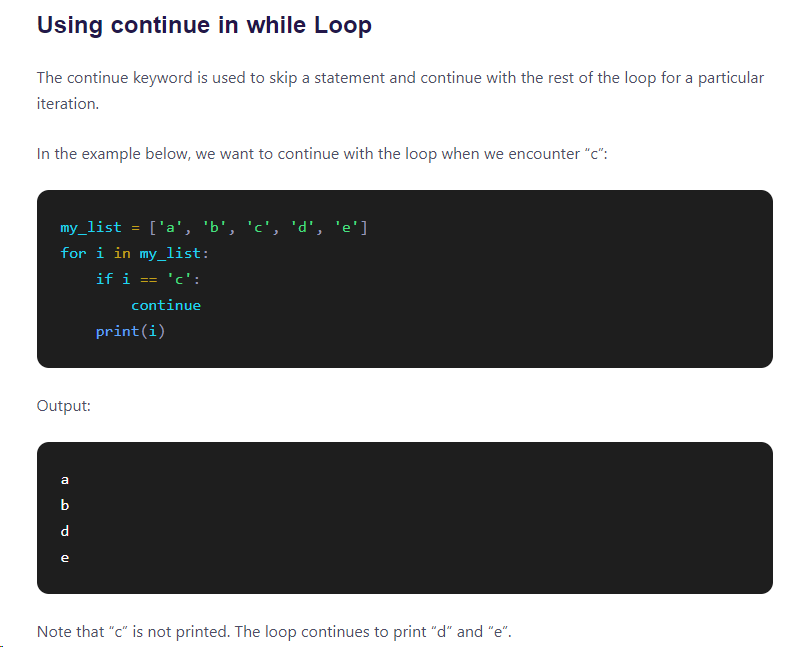 Using continue in while Loop
The continue keyword is used to skip a statement and continue with the rest of the loop for a particular
iteration.
In the example below, we want to continue with the loop when we encounter “c”:
my_list = ['a', 'b', 'c', 'd', 'e']
for i in my_list:
    if i == 'c':
        continue
    print(i)
Output:
a
b
d
e
Note that “c” is not printed. The loop continues to print “d” and “e”.